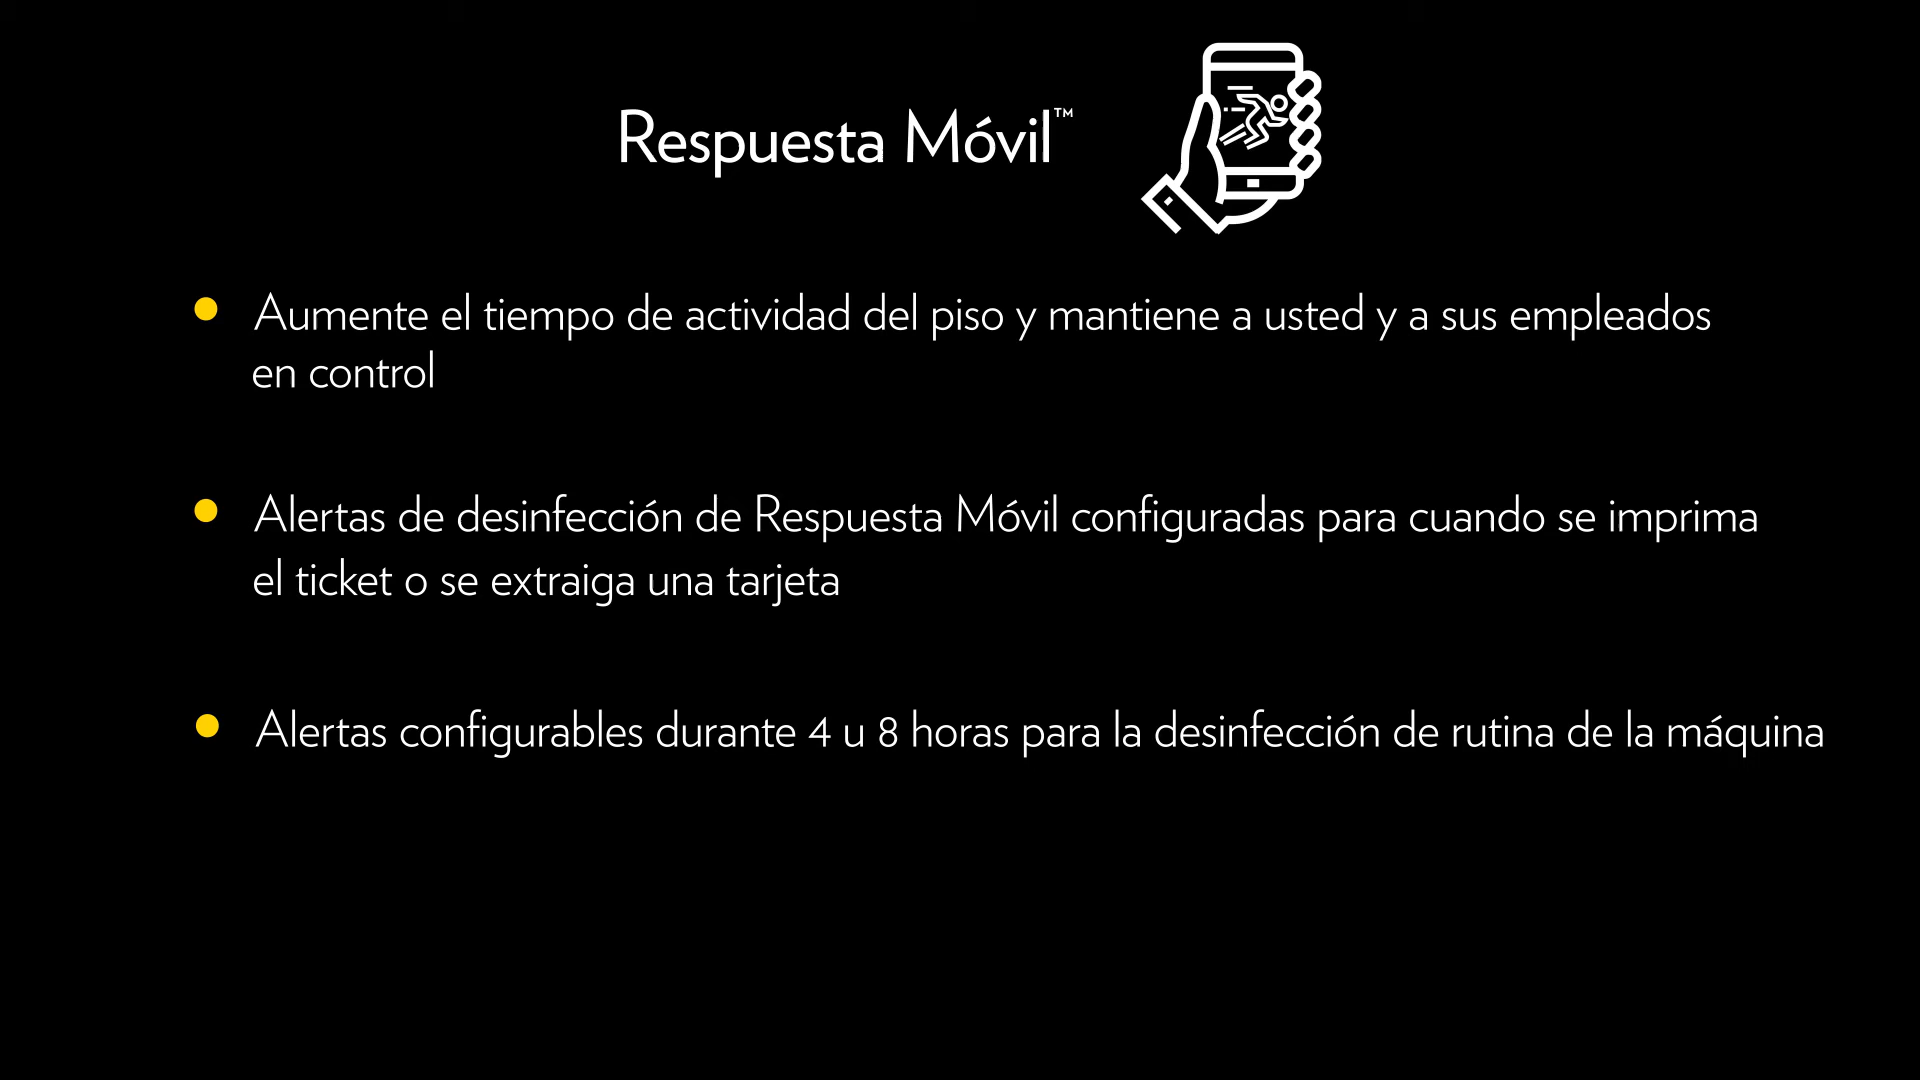 Respuesta Móvil™
• Aumente el tiempo de actividad del piso y mantiene a usted y a sus empleados
en control
• Alertas de desinfección de Respuesta Móvil configuradas para cuando se imprima
el ticket o se extraiga una tarjeta
• Alertas configurables durante 4 u 8 horas para la desinfección de rutina de la máquina